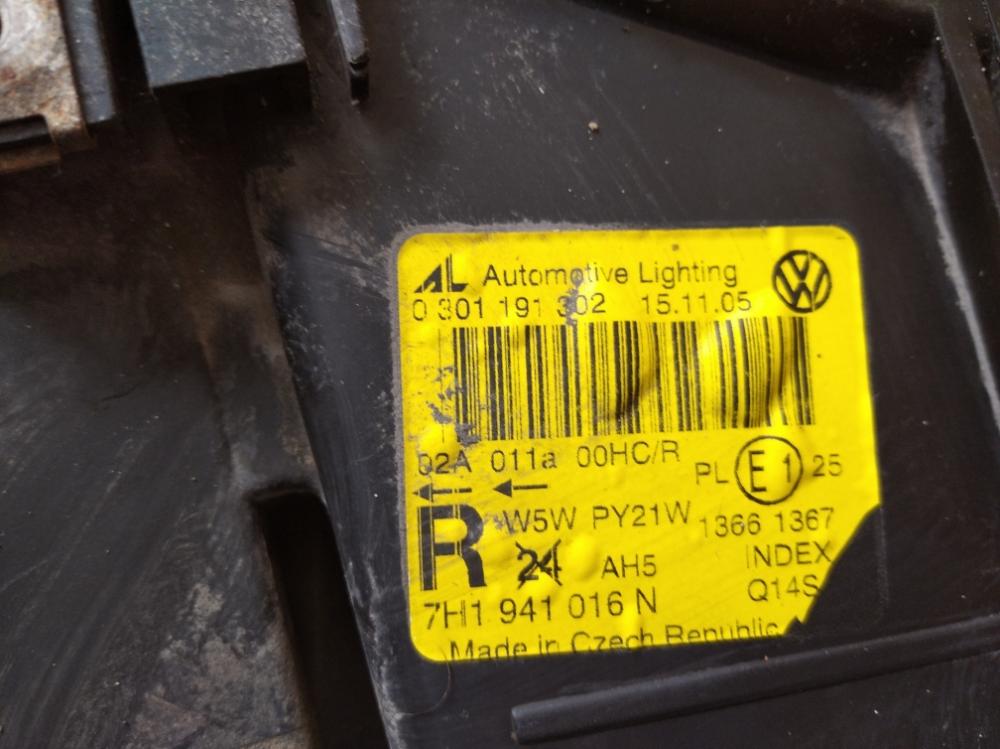 AL Automotive Lighting
0 301 191 302 15.11.05
02A 011a 00HC/R
PL E1 25
R W5W PY21W 1366 1367
24 AH5 INDEX
7H1 941 016 N Q14S
Made in Czech Republic